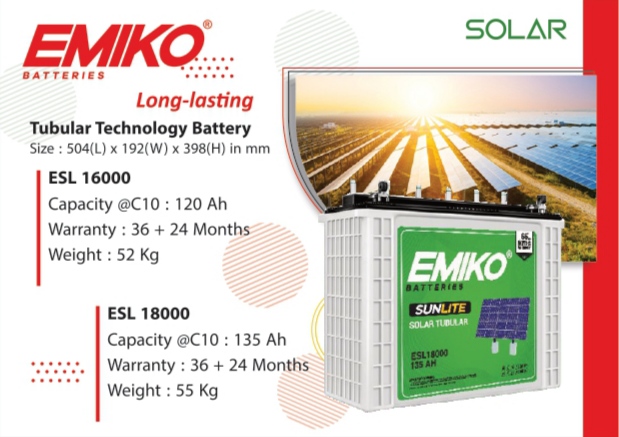 EMIKO®
BATTERIES
SOLAR
Long-lasting
Tubular Technology Battery
Size : 504(L) x 192(W) x 398(H) in mm
ESL 16000
Capacity @C10 : 120 Ah
Warranty : 36 + 24 Months
Weight : 52 Kg
ESL 18000
Capacity @C10 : 135 Ah
Warranty : 36 + 24 Months
Weight : 55 Kg
EMIKO®
BATTERIES
SUNLITE
SOLAR TUBULAR
ESL18000
135 AH